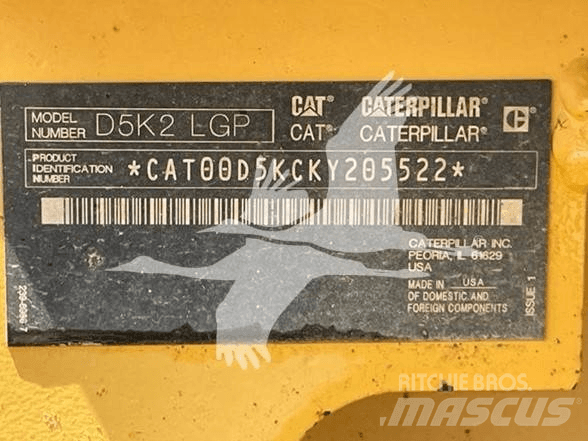 MODEL NUMBER D5K2 LGP
CAT® CATERPILLAR®
CAT® CATERPILLAR®
PRODUCT IDENTIFICATION NUMBER *CAT00D5KCKY205522*
CATERPILLAR INC.
PEORIA, IL 61629
USA
MADE IN USA
OF DOMESTIC AND
FOREIGN COMPONENTS
ISSUE 1
RITCHIE BROS.
MASCUS